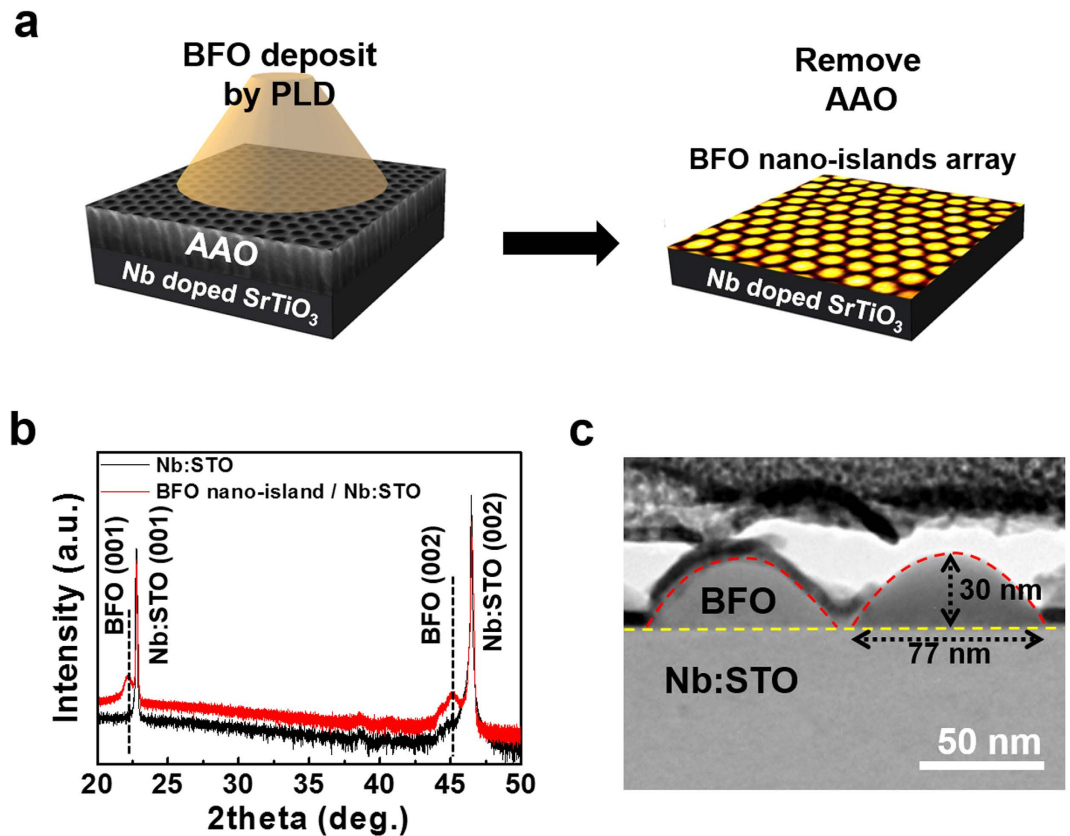 a
BFO deposit
by PLD
AAO
Nb doped SrTiO₃
Remove
AAO
BFO nano-islands array
Nb doped SrTiO₃
b
Nb:STO
BFO nano-island / Nb:STO
BFO (001)
Nb:STO (001)
BFO (002)
Nb:STO (002)
Intensity (a.u.)
20 25 30 35 40 45 50
2theta (deg.)
c
BFO
30 nm
77 nm
Nb:STO
50 nm